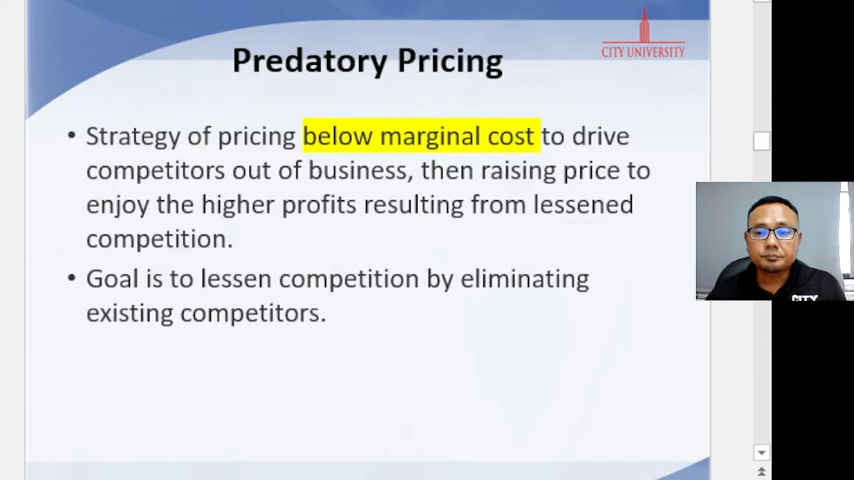 Predatory Pricing
CITY UNIVERSITY
• Strategy of pricing below marginal cost to drive
competitors out of business, then raising price to
enjoy the higher profits resulting from lessened
competition.
• Goal is to lessen competition by eliminating
existing competitors.
CITY